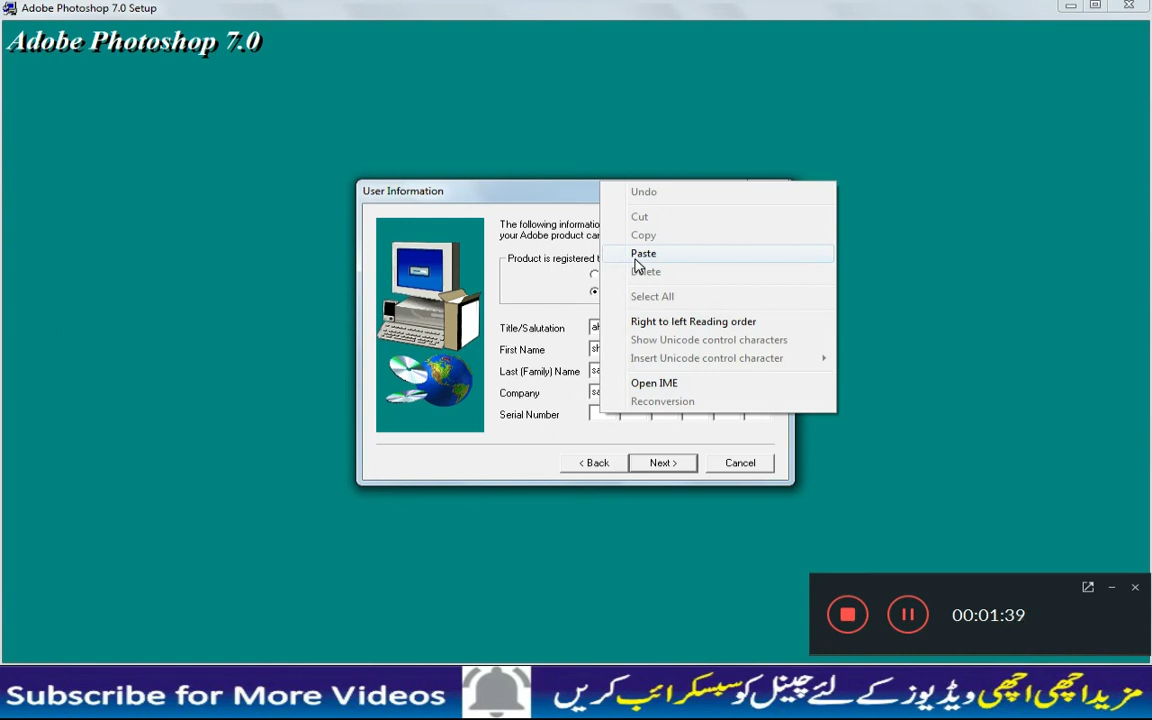 Adobe Photoshop 7.0 Setup
Adobe Photoshop 7.0
User Information
The following informatio
your Adobe product car
Product is registered t
Title/Salutation
First Name
Last (Family) Name
Company
Serial Number
Undo
Cut
Copy
Paste
Delete
Select All
Right to left Reading order
Show Unicode control characters
Insert Unicode control character
Open IME
Reconversion
< Back
Next >
Cancel
00:01:39
Subscribe for More Videos
مزید اچھی اچھی ویڈیوز کے لئے چینل کو سبسکرائب کریں